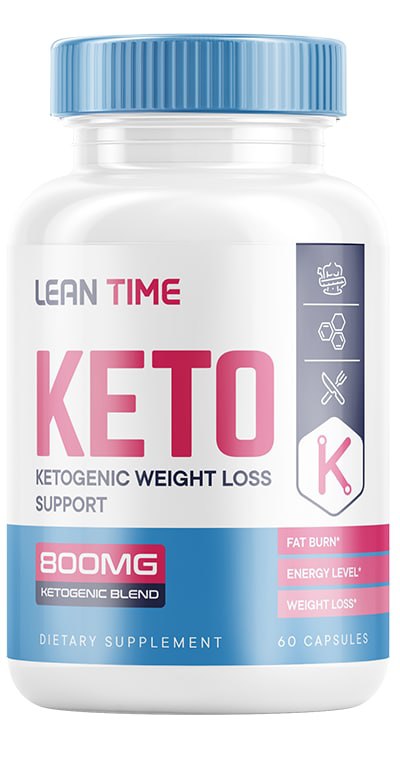 LEAN TIME
KETO
KETOGENIC WEIGHT LOSS
SUPPORT
800MG
KETOGENIC BLEND
K
FAT BURN*
ENERGY LEVEL*
WEIGHT LOSS*
DIETARY SUPPLEMENT
60 CAPSULES